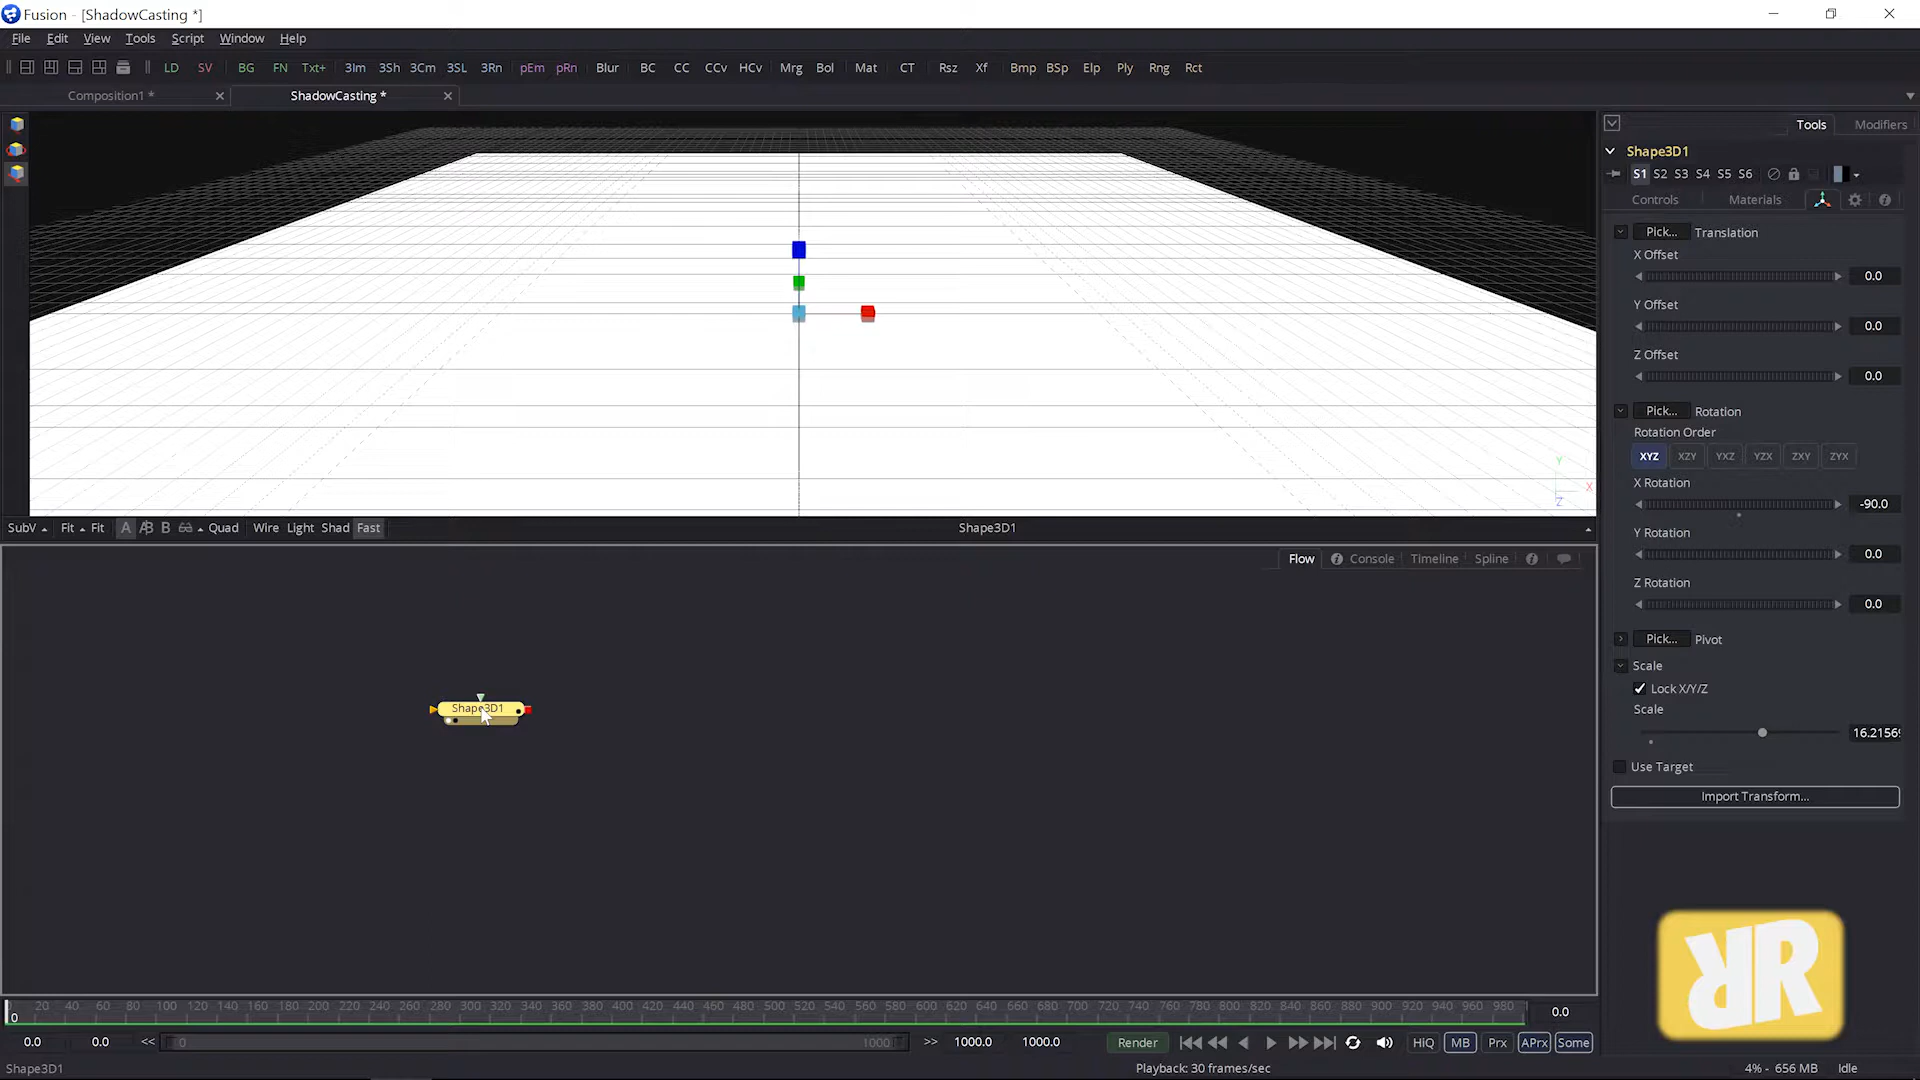 Fusion - [ShadowCasting *]
File Edit View Tools Script Window Help
LD SV BG FN Txt+ 3Im 3Sh 3Cm 3SL 3Rn pEm pRn Blur BC CC CCv HCv Mrg Bol Mat CT Rsz Xf Bmp BSp Elp Ply Rng Rct
Composition1 *
ShadowCasting *
Tools Modifiers
Shape3D1
S1 S2 S3 S4 S5 S6
Controls Materials
Pick... Translation
X Offset
0.0
Y Offset
0.0
Z Offset
0.0
Pick... Rotation
Rotation Order
XYZ XZY YXZ YZX ZXY ZYX
X Rotation
-90.0
Y Rotation
0.0
Z Rotation
0.0
Pick... Pivot
Scale
Lock X/Y/Z
Scale
16.2156
Use Target
Import Transform...
Y
X
Z
SubV Fit Fit A B Quad Wire Light Shad Fast Shape3D1
Flow Console Timeline Spline
Shape3D1
0 20 40 60 80 100 120 140 160 180 200 220 240 260 280 300 320 340 360 380 400 420 440 460 480 500 520 540 560 580 600 620 640 660 680 700 720 740 760 780 800 820 840 860 880 900 920 940 960 980
0.0
0.0 0.0 << 0 1000 >> 1000.0 1000.0 Render HiQ MB Prx APrx Some
Shape3D1 Playback: 30 frames/sec 4% - 656 MB Idle
RR